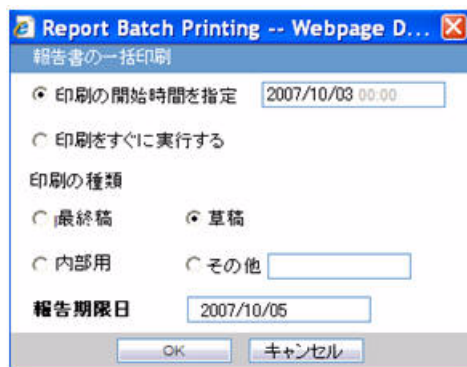 Report Batch Printing -- Webpage D...
報告書の一括印刷
印刷の開始時間を指定 2007/10/03 00:00
印刷をすぐに実行する
印刷の種類
最終稿 草稿
内部用 その他
報告期限日 2007/10/05
OK キャンセル